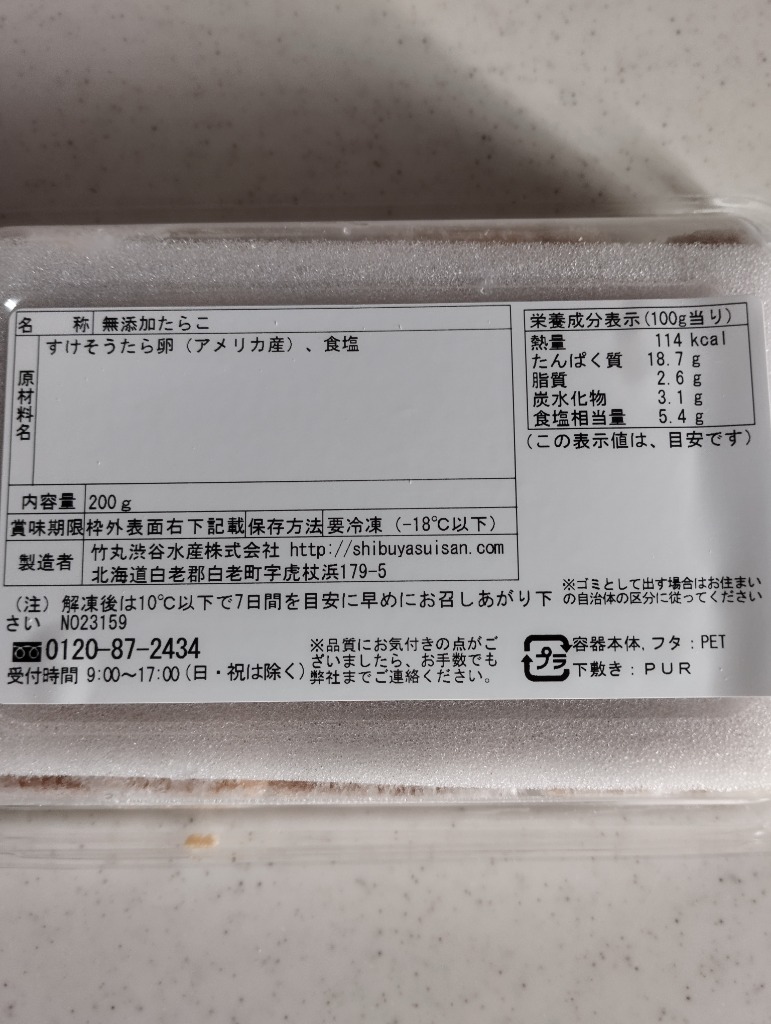 名 称 無添加たらこ
原材料名 すけそうたら卵（アメリカ産）、食塩
内容量 200ｇ
賞味期限 枠外表面右下記載 保存方法 要冷凍（-18℃以下）
製造者 竹丸渋谷水産株式会社 http://shibuyasuisan.com
北海道白老郡白老町字虎杖浜179-5
（注）解凍後は10℃以下で7日間を目安に早めにお召しあがり下
さい NO23159
0120-87-2434
受付時間 9:00～17:00(日・祝は除く)
※品質にお気付きの点がご
ざいましたら、お手数でも
弊社までご連絡ください。
栄養成分表示(100g当り)
熱量 114 kcal
たんぱく質 18.7 g
脂質 2.6 g
炭水化物 3.1 g
食塩相当量 5.4 g
(この表示値は、目安です)
※ゴミとして出す場合はお住まい
の自治体の区分に従ってください
プラ
容器本体,フタ：PET
下敷き：ＰＵＲ